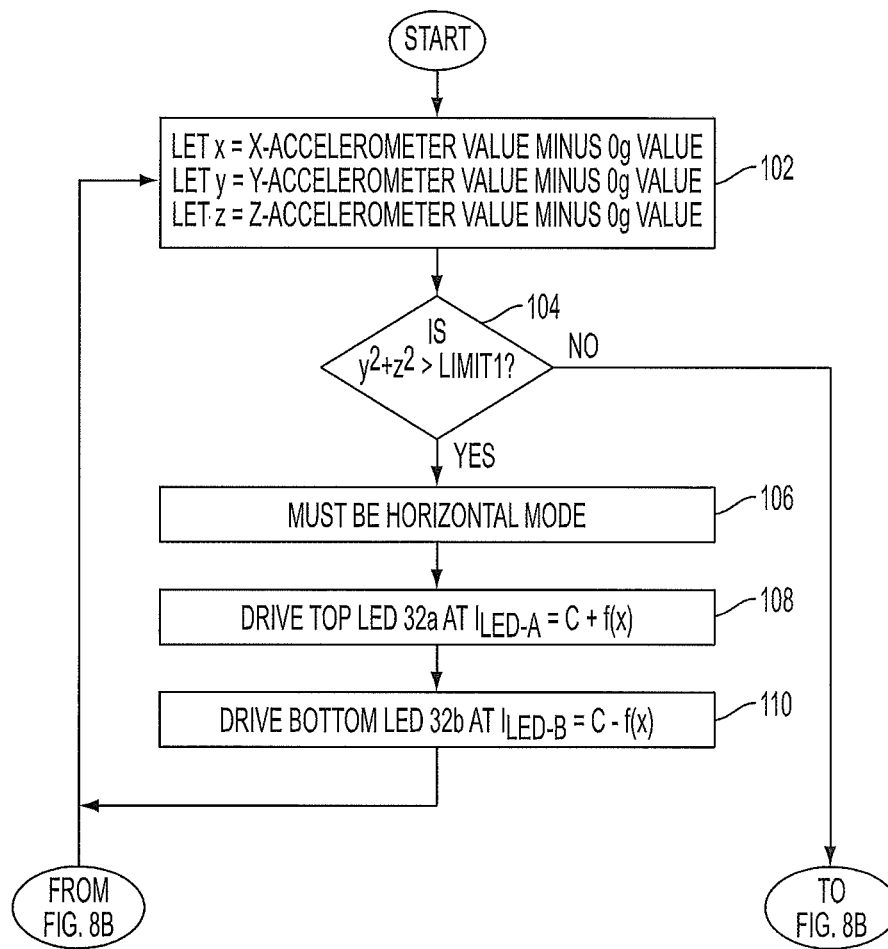 START
LET x = X-ACCELEROMETER VALUE MINUS 0g VALUE
LET y = Y-ACCELEROMETER VALUE MINUS 0g VALUE
LET z = Z-ACCELEROMETER VALUE MINUS 0g VALUE
102
104
IS
y²+z² > LIMIT1?
NO
YES
MUST BE HORIZONTAL MODE
106
DRIVE TOP LED 32a AT I_LED-A = C + f(x)
108
DRIVE BOTTOM LED 32b AT I_LED-B = C - f(x)
110
FROM
FIG. 8B
TO
FIG. 8B